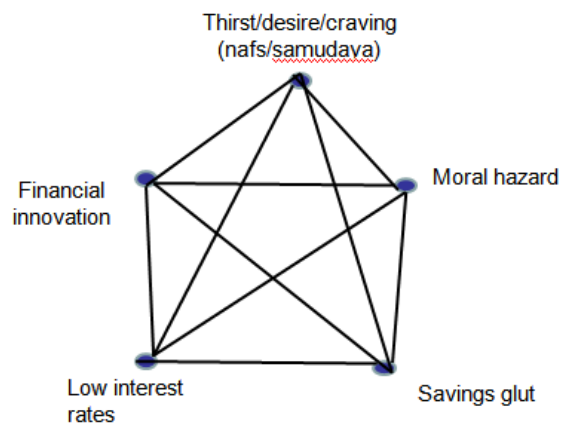 Thirst/desire/craving
(nafs/samudaya)
Financial
innovation
Moral hazard
Low interest
rates
Savings glut